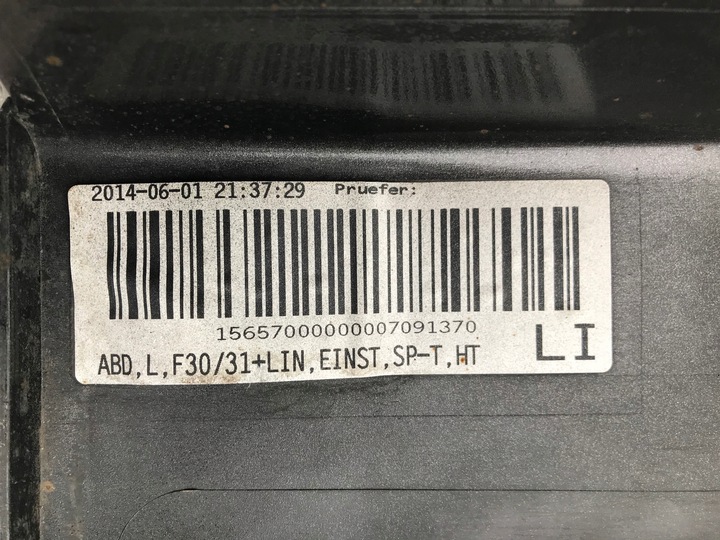 2014-06-01 21:37:29 Pruefer:
15657000000007091370
ABD,L,F30/31+LIN,EINST,SP-T,HT LI